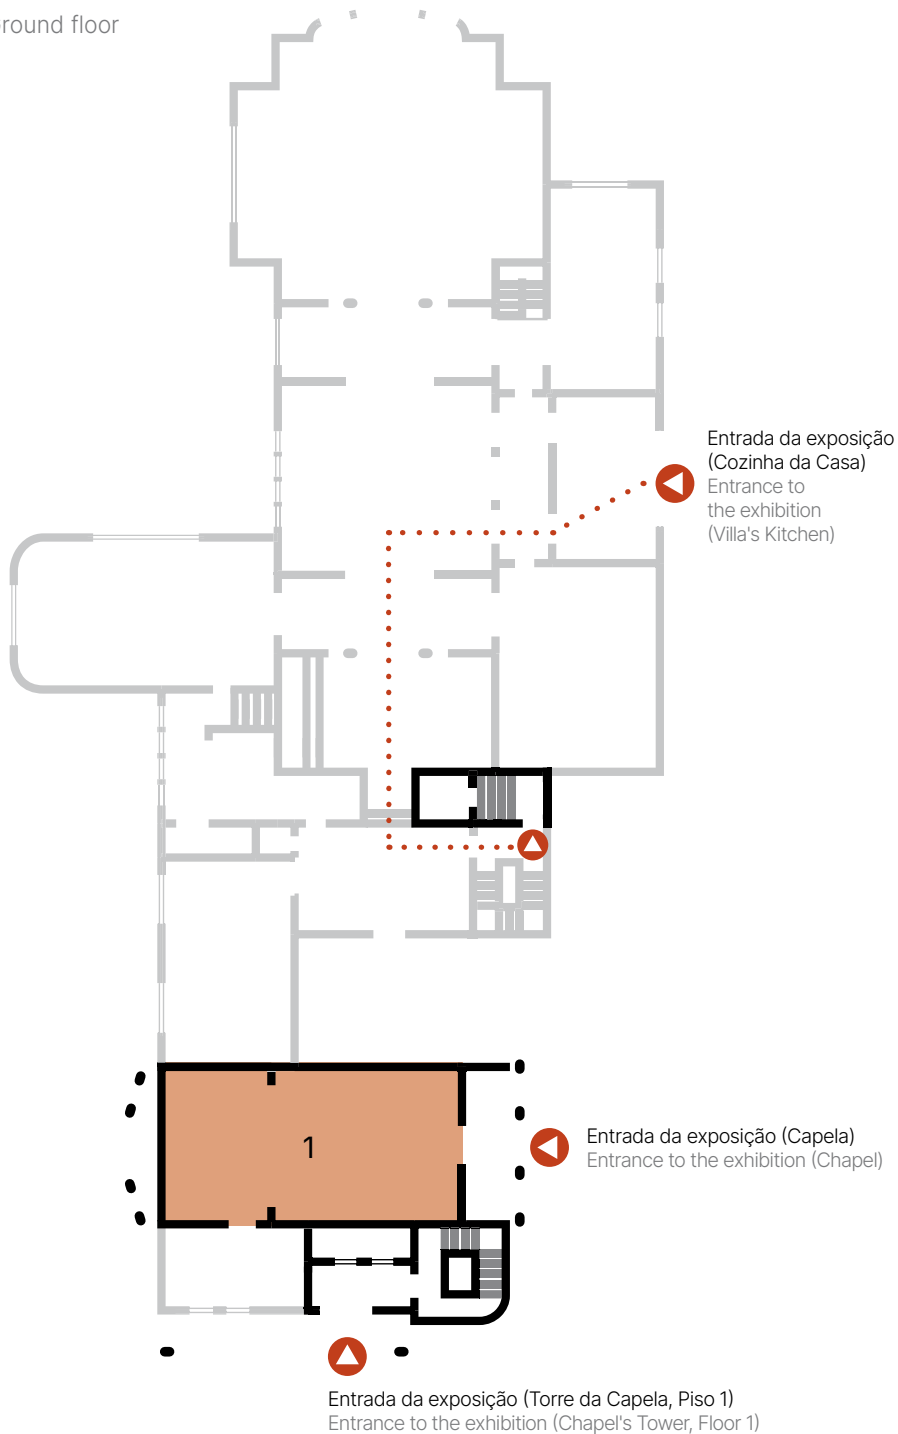 round floor
Entrada da exposição
(Cozinha da Casa)
Entrance to
the exhibition
(Villa's Kitchen)
1
Entrada da exposição (Capela)
Entrance to the exhibition (Chapel)
Entrada da exposição (Torre da Capela, Piso 1)
Entrance to the exhibition (Chapel's Tower, Floor 1)